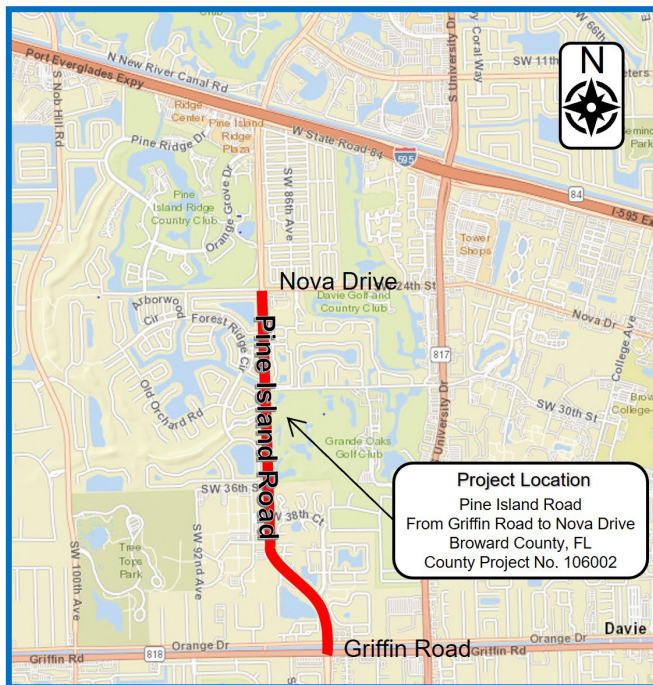 N
Port Everglades Expy
N New River Canal Rd
S Nob Hill Rd
S University Dr
Coral Way
SW 66th
SW 11th
Ridge
Center
Pine Island
Ridge
Plaza
W State Road 84
595
84
I-595 Ex
Pine Ridge Dr
SW 86th Ave
Orange Grove Dr
Pine
Island Ridge
Country Club
Tower
Shops
Nova Drive
24th St
Davie Golf and
Country Club
Arborwood
Cir
Forest Ridge Cir
Nova Dr
College Ave
817
Pine Island Road
Old Orchard Rd
SW 30th St
College
S University Dr
Grande Oaks
Golf Club
Project Location
Pine Island Road
From Griffin Road to Nova Drive
Broward County, FL
County Project No. 106002
SW 36th St
38th Ct
SW 100th Ave
SW 92nd Ave
Tree
Tops
Park
Davie
Orange Dr
Orange Dr
Griffin Rd
818
Griffin Road
Griffin Rd